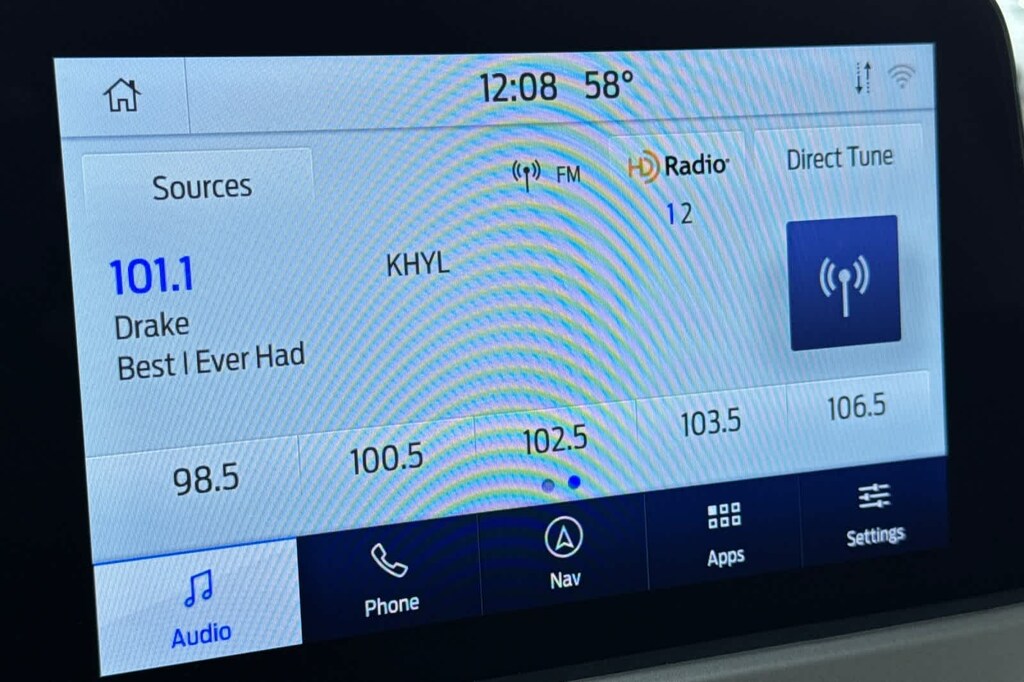 12:08 58°
Sources
FM
HD Radio
Direct Tune
1 2
101.1
KHYL
Drake
Best I Ever Had
98.5
100.5
102.5
103.5
106.5
Audio
Phone
Nav
Apps
Settings